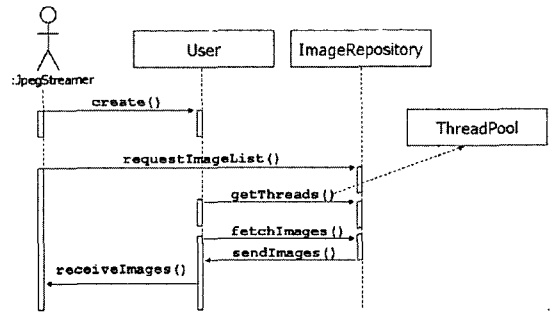 User
ImageRepository
:JpegStreamer
create()
ThreadPool
requestImageList()
getThreads()
fetchImages()
sendImages()
receiveImages()